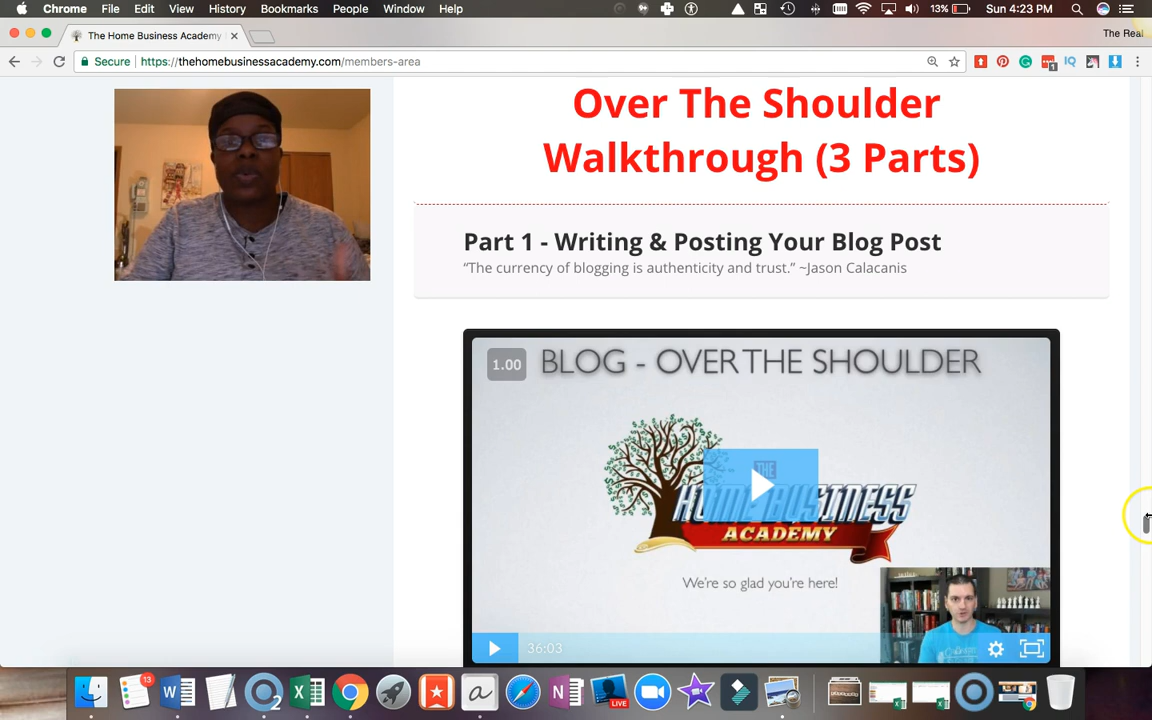 Chrome File Edit View History Bookmarks People Window Help 13% Sun 4:23 PM
The Home Business Academy
The Real
Secure https://thehomebusinessacademy.com/members-area
1
IQ
Over The Shoulder
Walkthrough (3 Parts)
Part 1 - Writing & Posting Your Blog Post
“The currency of blogging is authenticity and trust.” ~Jason Calacanis
1.00 BLOG - OVER THE SHOULDER
THE
HOME BUSINESS
ACADEMY
We're so glad you're here!
36:03
13
2
LIVE